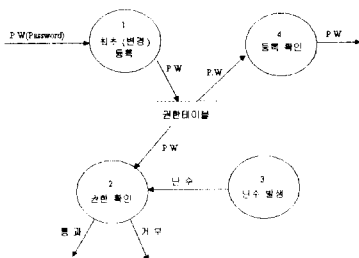 P.W(Password)
1
최초 (변경)
등록
P.W
4
등록 확인
P.W
P.W
권한테이블
P.W
2
권한 확인
난 수
3
난수 발생
통 과
거 부